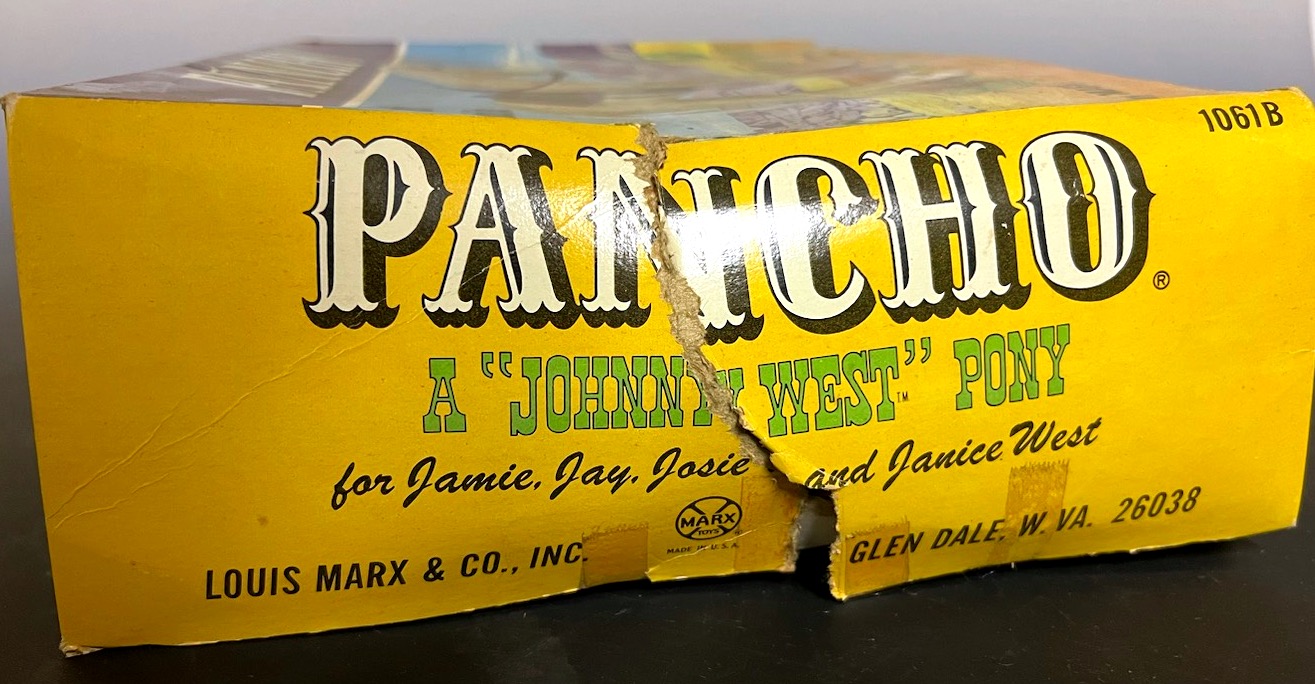 1061B
PANCHO®
A "JOHNNY WEST"™ PONY
for Jamie, Jay, Josie and Janice West
MARX
TOYS
®
MADE IN U.S.A.
LOUIS MARX & CO., INC. GLEN DALE, W. VA. 26038